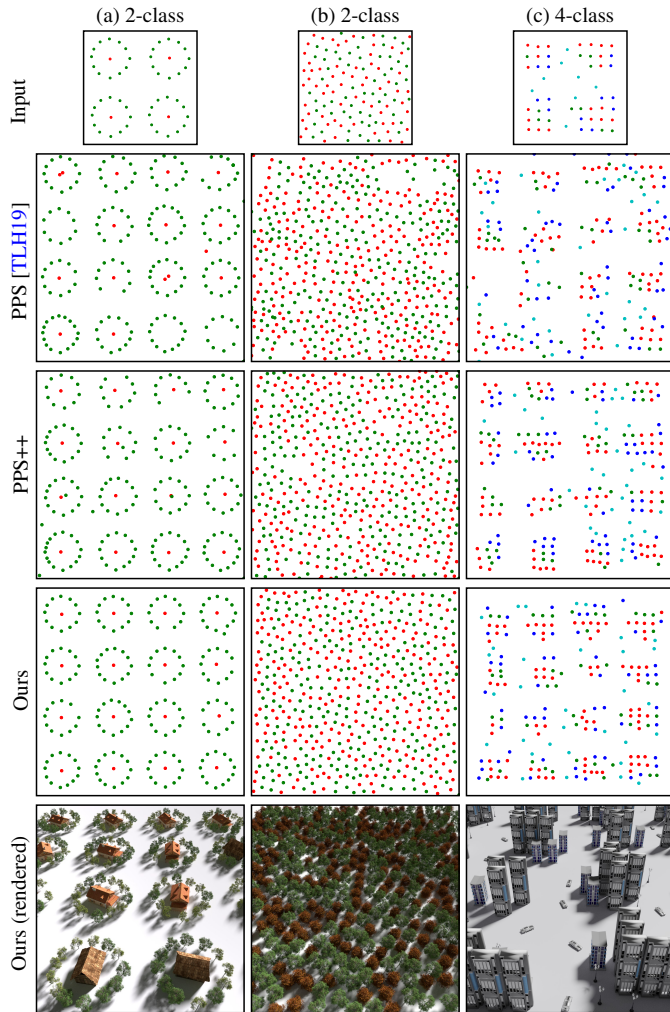 (a) 2-class
(b) 2-class
(c) 4-class
Input
PPS [TLH19]
PPS++
Ours
Ours (rendered)